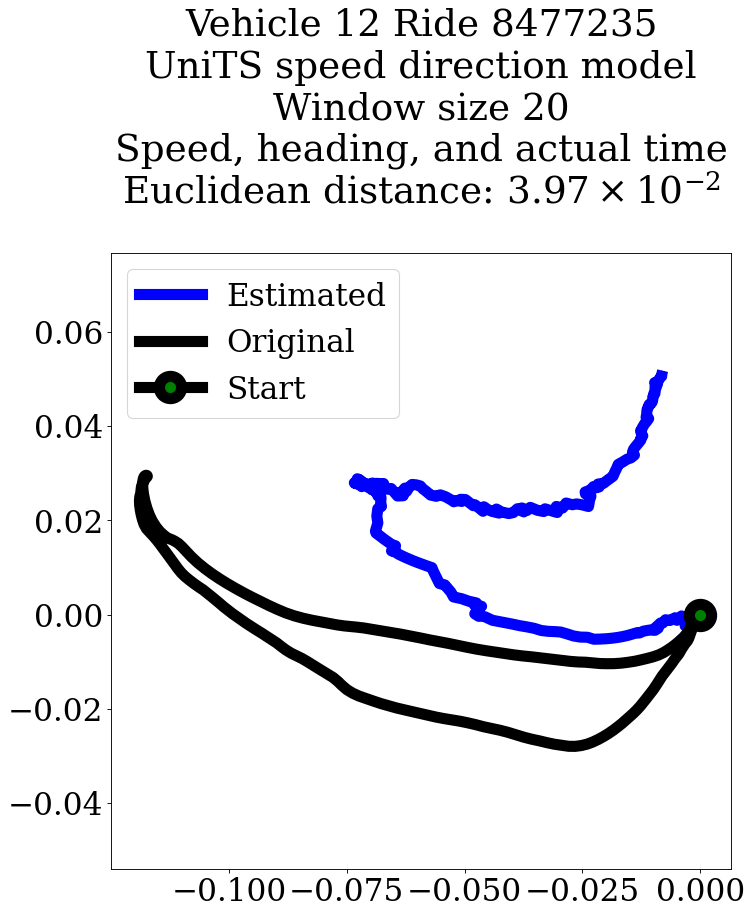 Vehicle 12 Ride 8477235
UniTS speed direction model
Window size 20
Speed, heading, and actual time
Euclidean distance: 3.97 × 10⁻²
Estimated
Original
Start
0.06
0.04
0.02
0.00
−0.02
−0.04
−0.100 −0.075 −0.050 −0.025 0.000